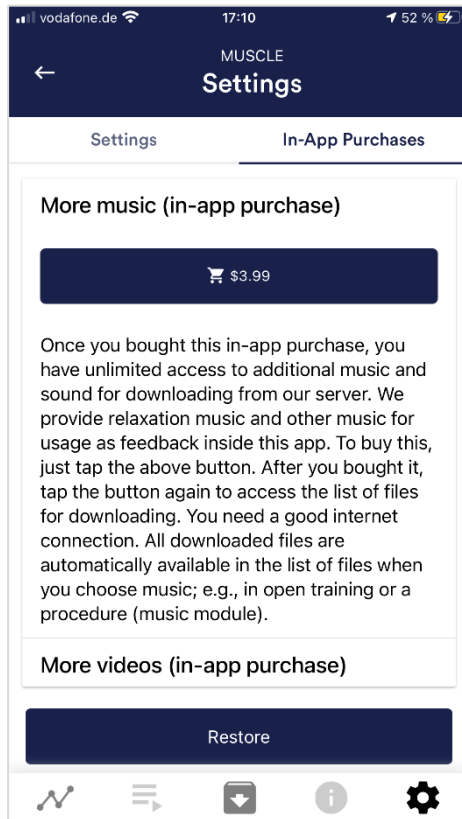 vodafone.de 17:10 52 %
MUSCLE
Settings
Settings In-App Purchases
More music (in-app purchase)
$3.99
Once you bought this in-app purchase, you
have unlimited access to additional music and
sound for downloading from our server. We
provide relaxation music and other music for
usage as feedback inside this app. To buy this,
just tap the above button. After you bought it,
tap the button again to access the list of files
for downloading. You need a good internet
connection. All downloaded files are
automatically available in the list of files when
you choose music; e.g., in open training or a
procedure (music module).
More videos (in-app purchase)
Restore